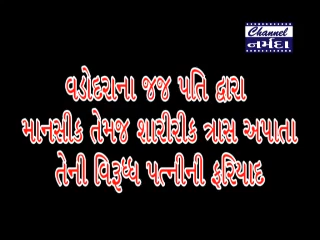 Channel
નર્મદા
વડોદરાના જજ પતિ દ્વારા
માનસીક તેમજ શારીરીક ત્રાસ અપાતા
તેની વિરૂધ્ધ પત્નીની ફરિયાદ